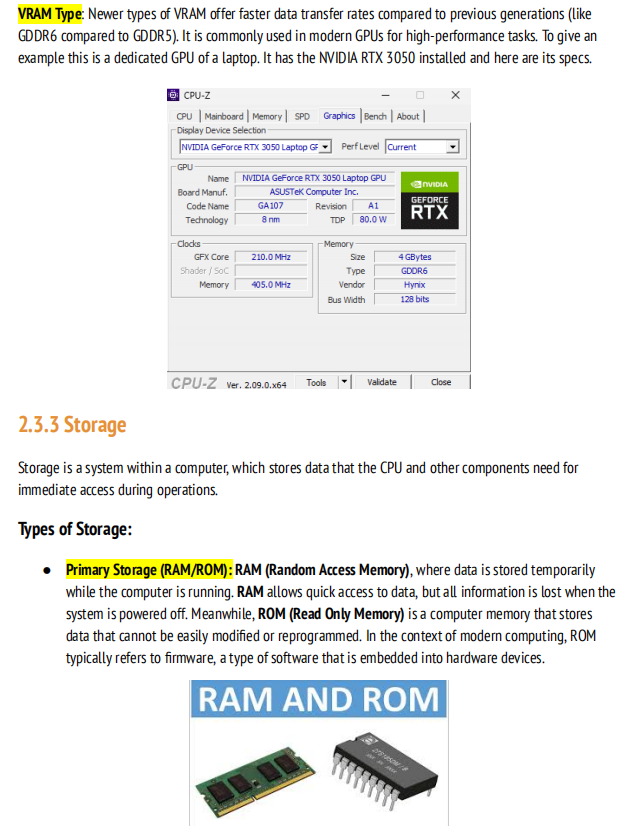 VRAM Type: Newer types of VRAM offer faster data transfer rates compared to previous generations (like
GDDR6 compared to GDDR5). It is commonly used in modern GPUs for high-performance tasks. To give an
example this is a dedicated GPU of a laptop. It has the NVIDIA RTX 3050 installed and here are its specs.
CPU-Z
CPU Mainboard Memory SPD Graphics Bench About
Display Device Selection
NVIDIA GeForce RTX 3050 Laptop GF Perf Level Current
GPU
Name NVIDIA GeForce RTX 3050 Laptop GPU
Board Manuf. ASUSTeK Computer Inc.
Code Name GA107 Revision A1
Technology 8 nm TDP 80.0 W
NVIDIA
GEFORCE
RTX
Clocks
GFX Core 210.0 MHz
Shader / SoC
Memory 405.0 MHz
Memory
Size 4 GBytes
Type GDDR6
Vendor Hynix
Bus Width 128 bits
CPU-Z Ver. 2.09.0.x64 Tools Validate Close
2.3.3 Storage
Storage is a system within a computer, which stores data that the CPU and other components need for
immediate access during operations.
Types of Storage:
● Primary Storage (RAM/ROM): RAM (Random Access Memory), where data is stored temporarily
while the computer is running. RAM allows quick access to data, but all information is lost when the
system is powered off. Meanwhile, ROM (Read Only Memory) is a computer memory that stores
data that cannot be easily modified or reprogrammed. In the context of modern computing, ROM
typically refers to firmware, a type of software that is embedded into hardware devices.
RAM AND ROM